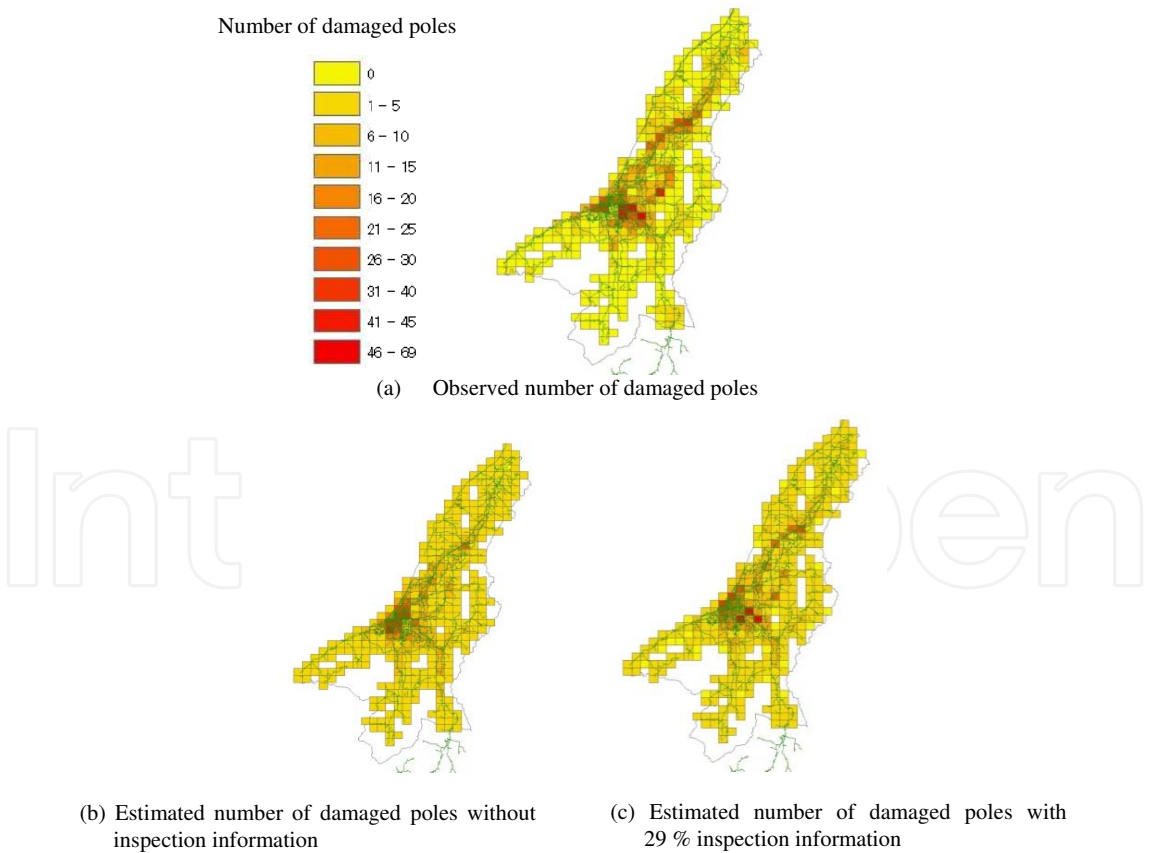 Number of damaged poles
0
1 – 5
6 – 10
11 – 15
16 – 20
21 – 25
26 – 30
31 – 40
41 – 45
46 – 69
(a) Observed number of damaged poles
Int
en
(b) Estimated number of damaged poles without
inspection information
(c) Estimated number of damaged poles with
29 % inspection information